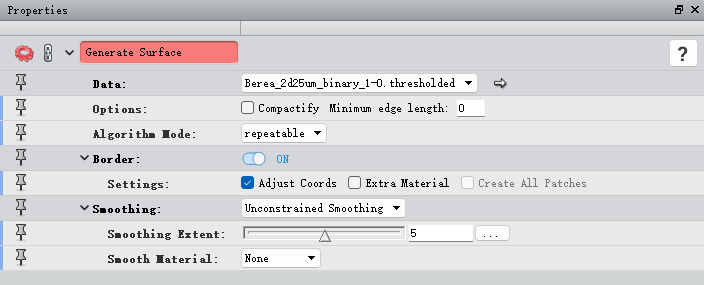 Properties
Generate Surface
?
Data: Berea_2d25um_binary_1-0.thresholded
Options: Compactify Minimum edge length: 0
Algorithm Mode: repeatable
Border: ON
Settings: Adjust Coords Extra Material Create All Patches
Smoothing: Unconstrained Smoothing
Smoothing Extent: 5 ...
Smooth Material: None